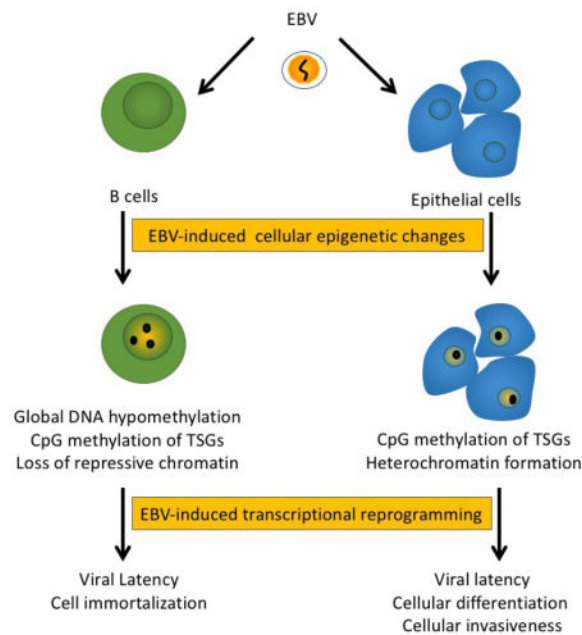 EBV
B cells
Epithelial cells
EBV-induced cellular epigenetic changes
Global DNA hypomethylation
CpG methylation of TSGs
Loss of repressive chromatin
CpG methylation of TSGs
Heterochromatin formation
EBV-induced transcriptional reprogramming
Viral Latency
Cell immortalization
Viral latency
Cellular differentiation
Cellular invasiveness